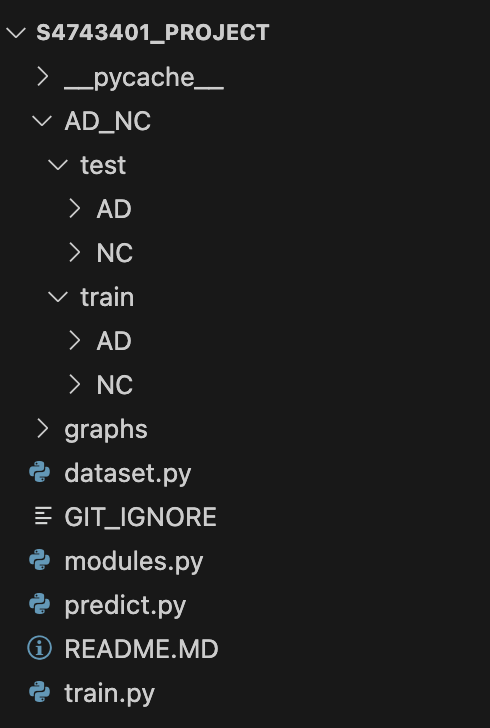 S4743401_PROJECT
__pycache__
AD_NC
test
AD
NC
train
AD
NC
graphs
dataset.py
GIT_IGNORE
modules.py
predict.py
README.MD
train.py